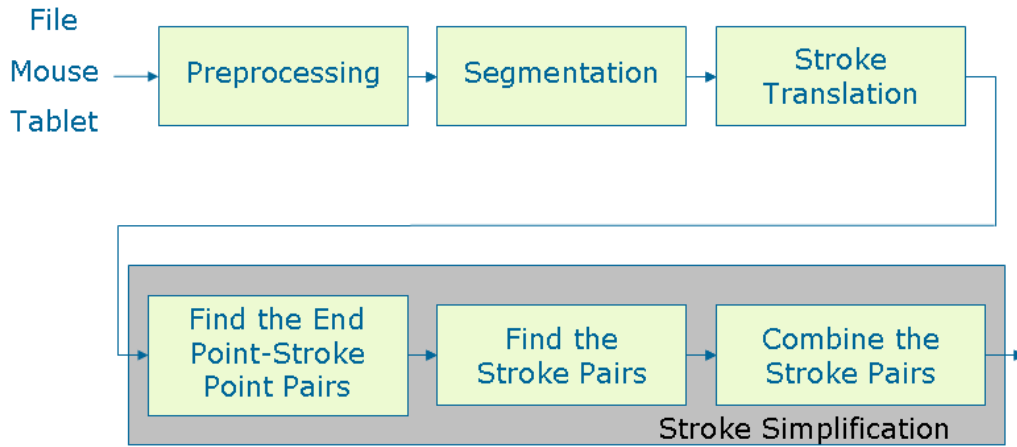 File
Mouse
Tablet
Preprocessing
Segmentation
Stroke
Translation
Find the End
Point-Stroke
Point Pairs
Find the
Stroke Pairs
Combine the
Stroke Pairs
Stroke Simplification